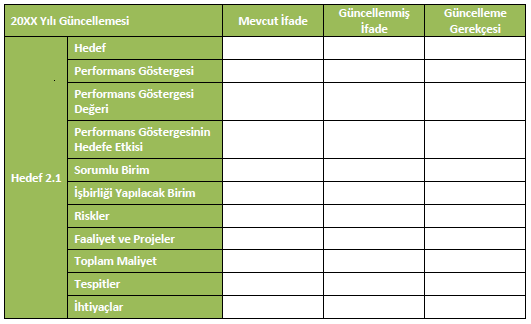 20XX Yılı Güncellemesi
Mevcut İfade
Güncellenmiş
İfade
Güncelleme
Gerekçesi
Hedef 2.1
Hedef
Performans Göstergesi
Performans Göstergesi
Değeri
Performans Göstergesinin
Hedefe Etkisi
Sorumlu Birim
İşbirliği Yapılacak Birim
Riskler
Faaliyet ve Projeler
Toplam Maliyet
Tespitler
İhtiyaçlar